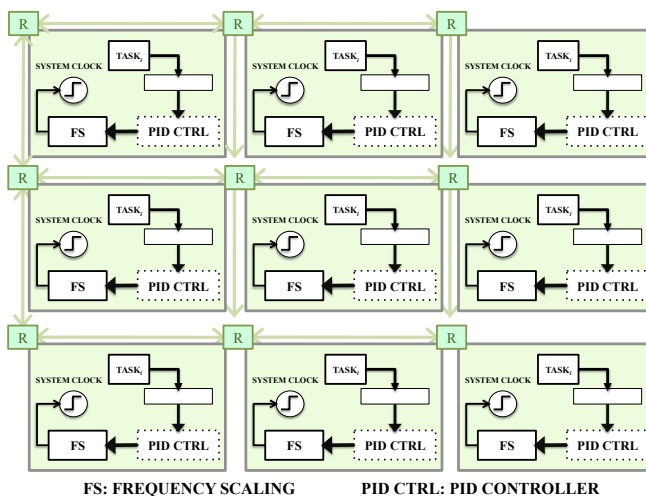 R R R
TASKi TASKi TASKi
SYSTEM CLOCK SYSTEM CLOCK SYSTEM CLOCK
FS PID CTRL FS PID CTRL FS PID CTRL
R R R
TASKi TASKi TASKi
SYSTEM CLOCK SYSTEM CLOCK SYSTEM CLOCK
FS PID CTRL FS PID CTRL FS PID CTRL
R R R
TASKi TASKi TASKi
SYSTEM CLOCK SYSTEM CLOCK SYSTEM CLOCK
FS PID CTRL FS PID CTRL FS PID CTRL
FS: FREQUENCY SCALING PID CTRL: PID CONTROLLER